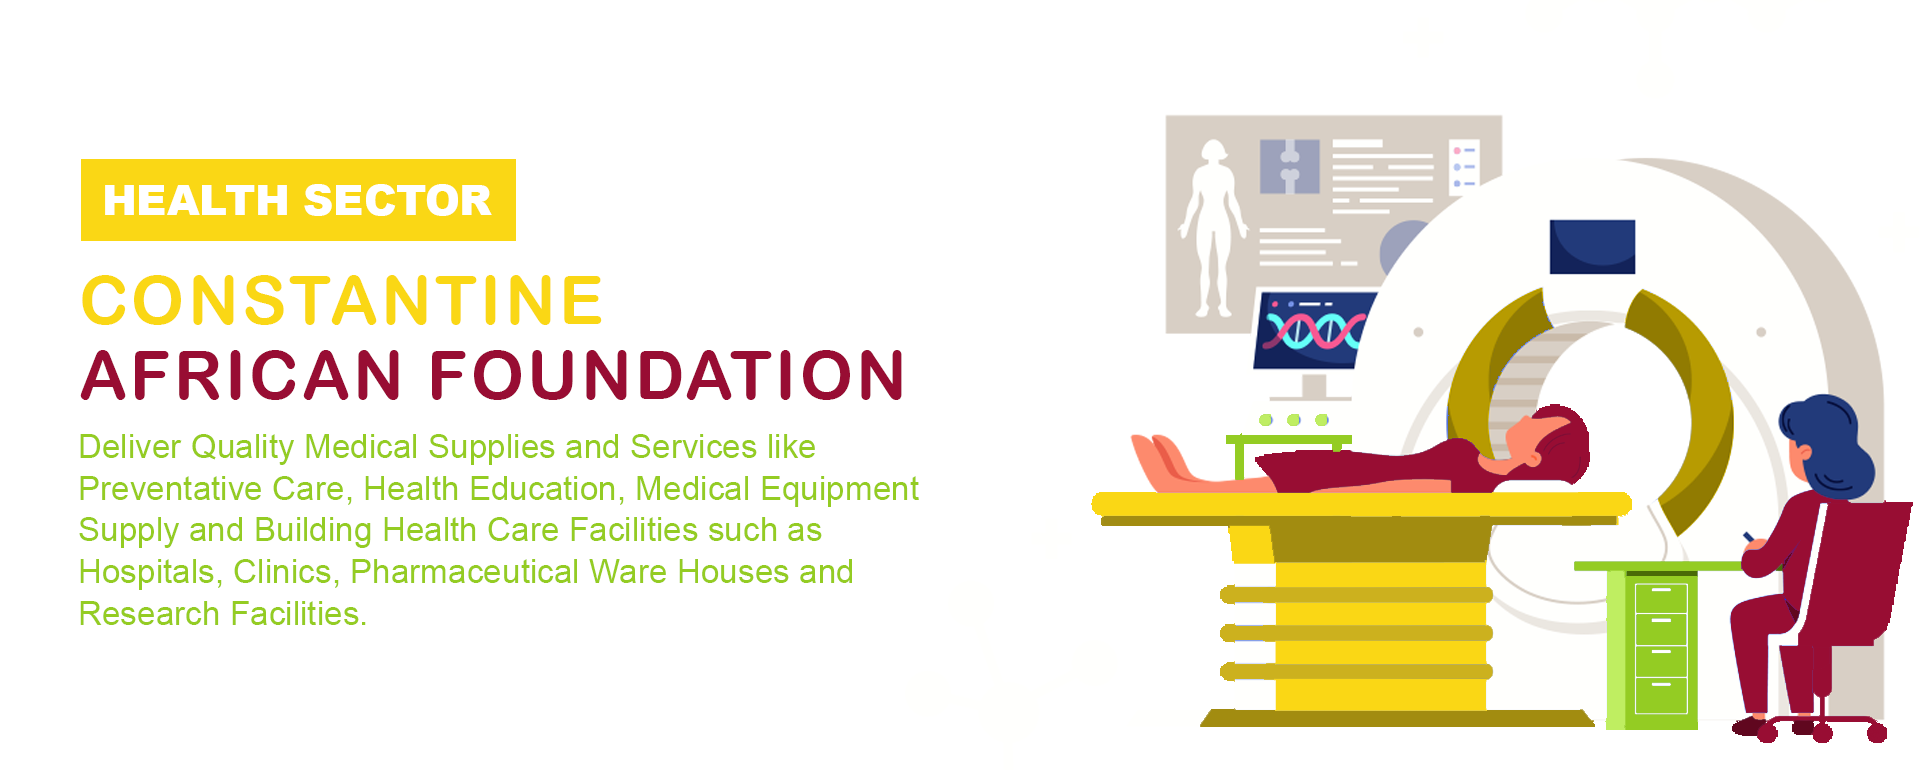 HEALTH SECTOR
CONSTANTINE
AFRICAN FOUNDATION
Deliver Quality Medical Supplies and Services like
Preventative Care, Health Education, Medical Equipment
Supply and Building Health Care Facilities such as
Hospitals, Clinics, Pharmaceutical Ware Houses and
Research Facilities.